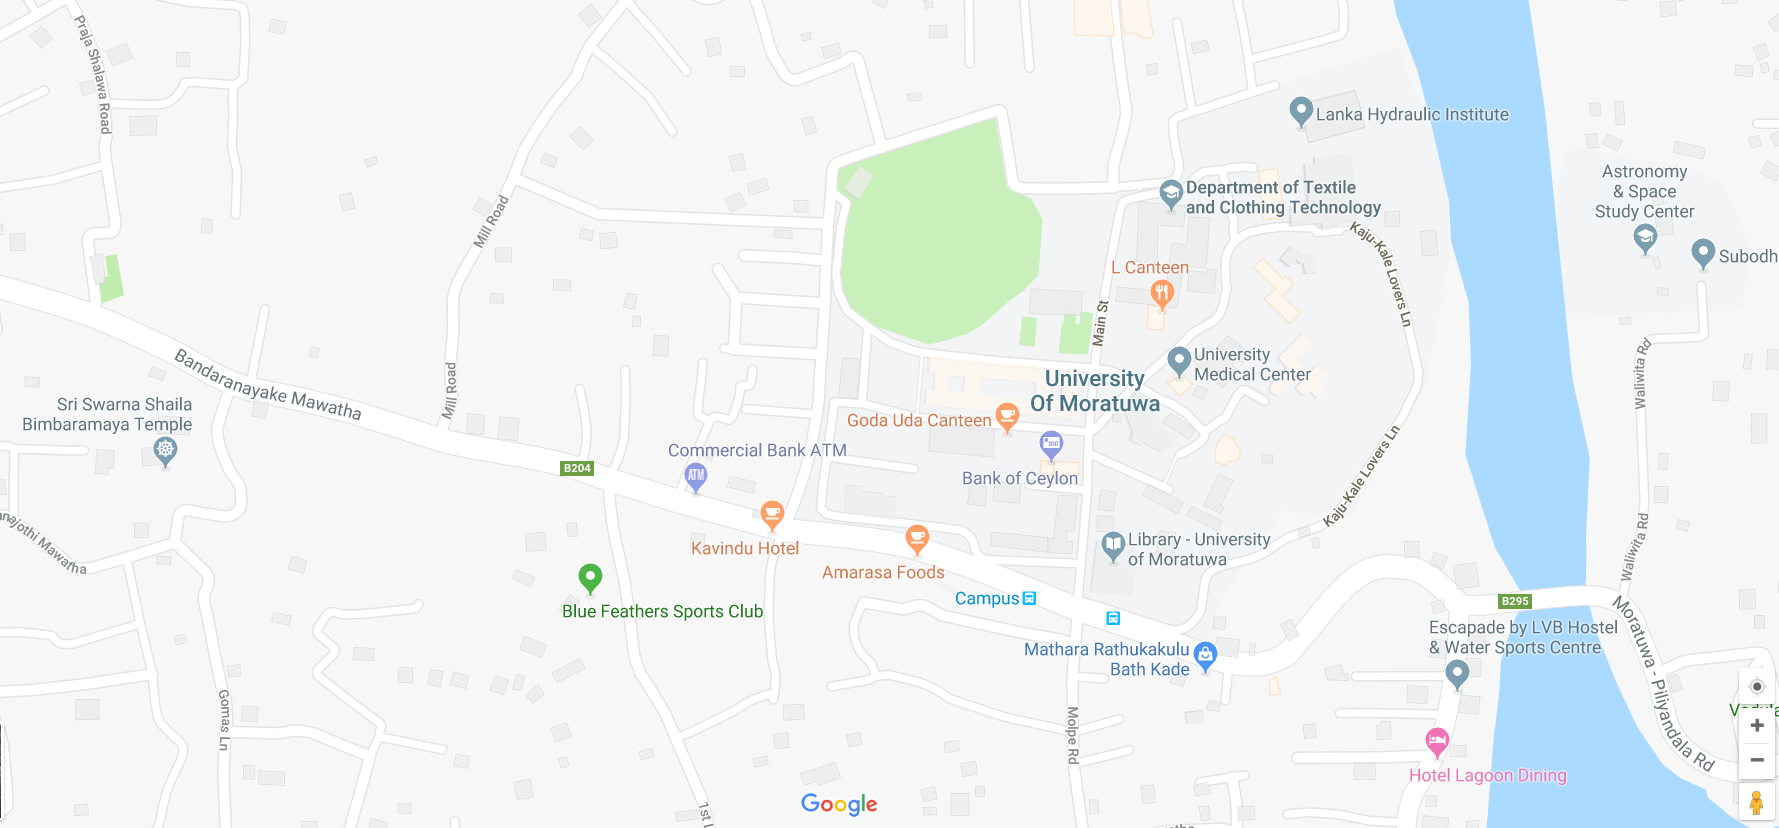 Praja Shalawa Road
Lanka Hydraulic Institute
Astronomy
& Space
Study Center
Department of Textile
and Clothing Technology
Mill Road
Kaju-Kale Lovers Ln
Subodh
L Canteen
Main St
Bandaranayake Mawatha
University
Medical Center
Waliwita Rd
Mill Road
University
Of Moratuwa
Sri Swarna Shaila
Bimbaramaya Temple
Goda Uda Canteen
Commercial Bank ATM
ATM
B204
Bank of Ceylon
Kaju-Kale Lovers Ln
Kavindu Hotel
Library - University
of Moratuwa
Waliwita Rd
Amarasa Foods
Blue Feathers Sports Club
Campus
B295
Moratuwa - Piliyandala Rd
Escapade by LVB Hostel
& Water Sports Centre
Mathara Rathukakulu
Bath Kade
Gomas Ln
Molpe Rd
Hotel Lagoon Dining
Google